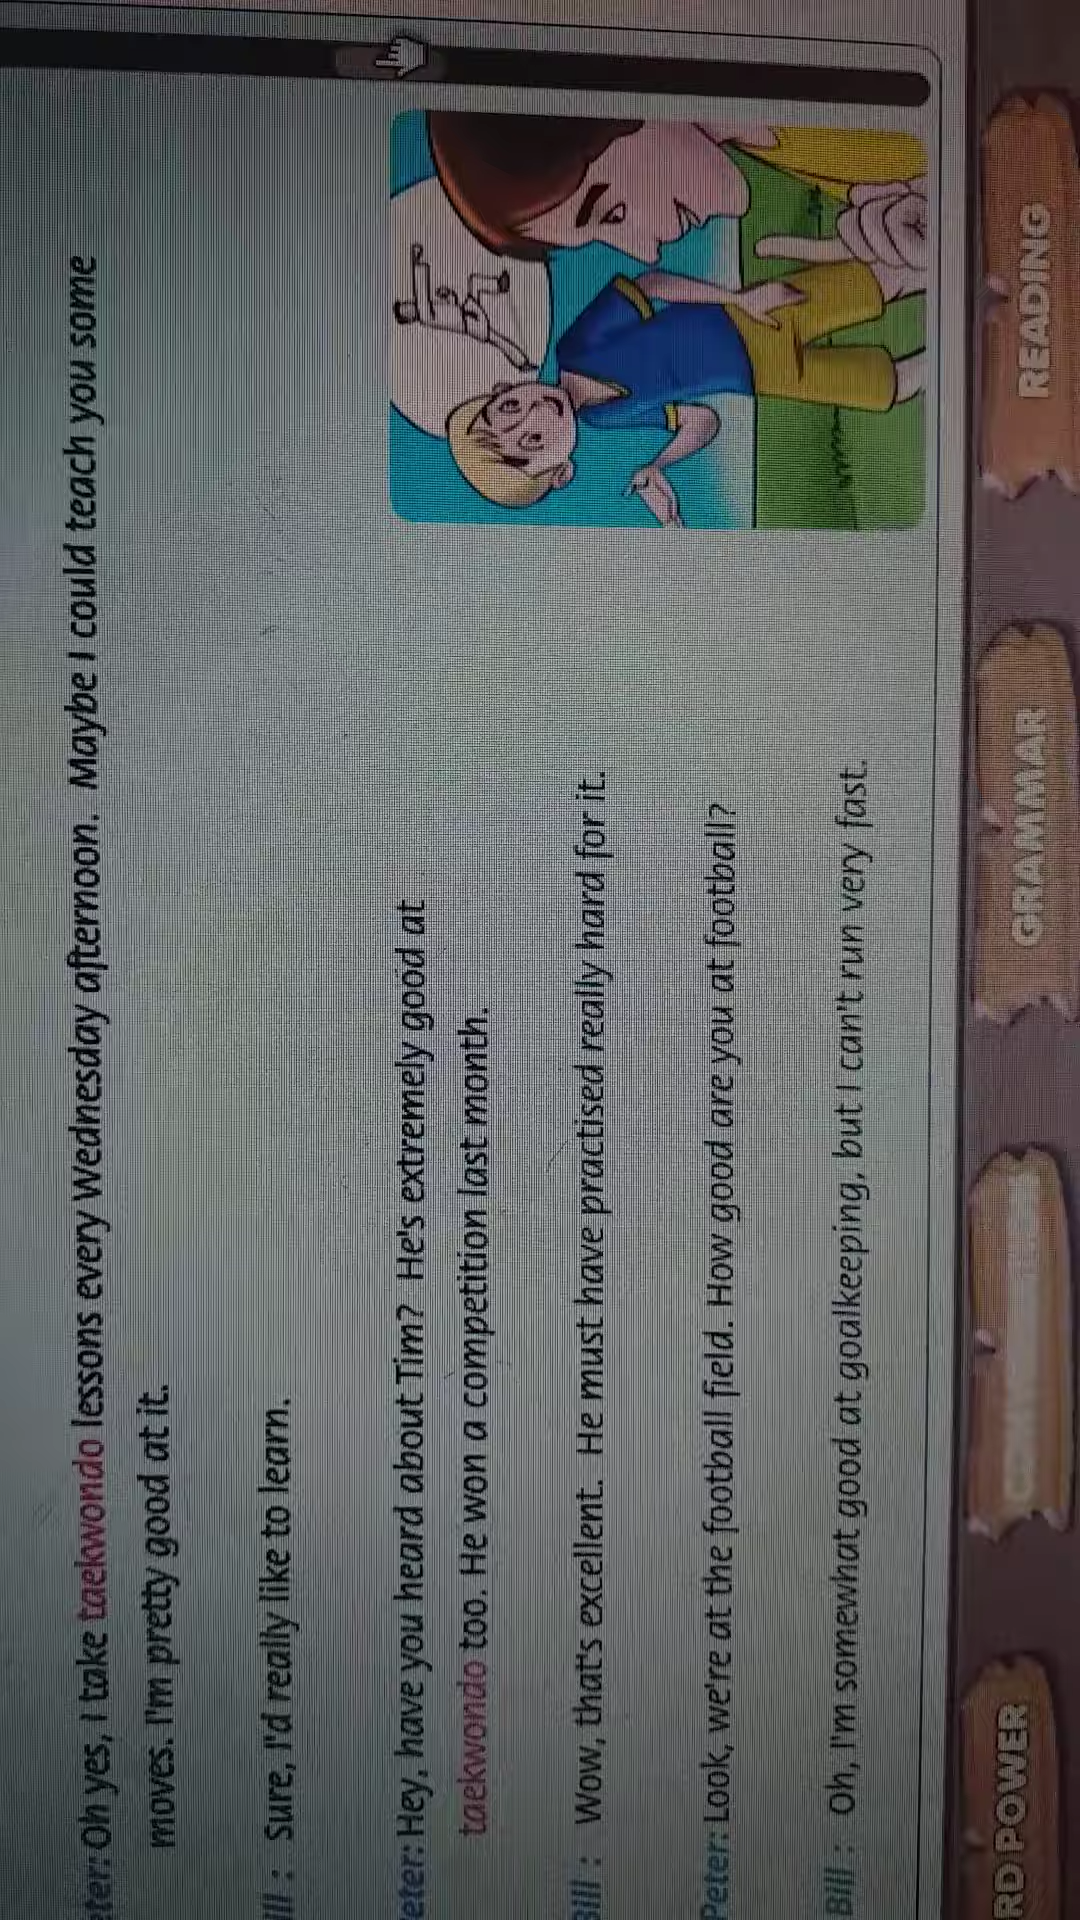 eter: Oh yes, I take taekwondo lessons every Wednesday afternoon. Maybe I could teach you some
moves. I'm pretty good at it.
ill : Sure, I'd really like to learn.
eter: Hey, have you heard about Tim? He's extremely good at
taekwondo too. He won a competition last month.
Bill : Wow, that's excellent. He must have practised really hard for it.
Peter: Look, we're at the football field. How good are you at football?
Bill : Oh, I'm somewhat good at goalkeeping, but I can't run very fast.
RD POWER
GRAMMAR
READING